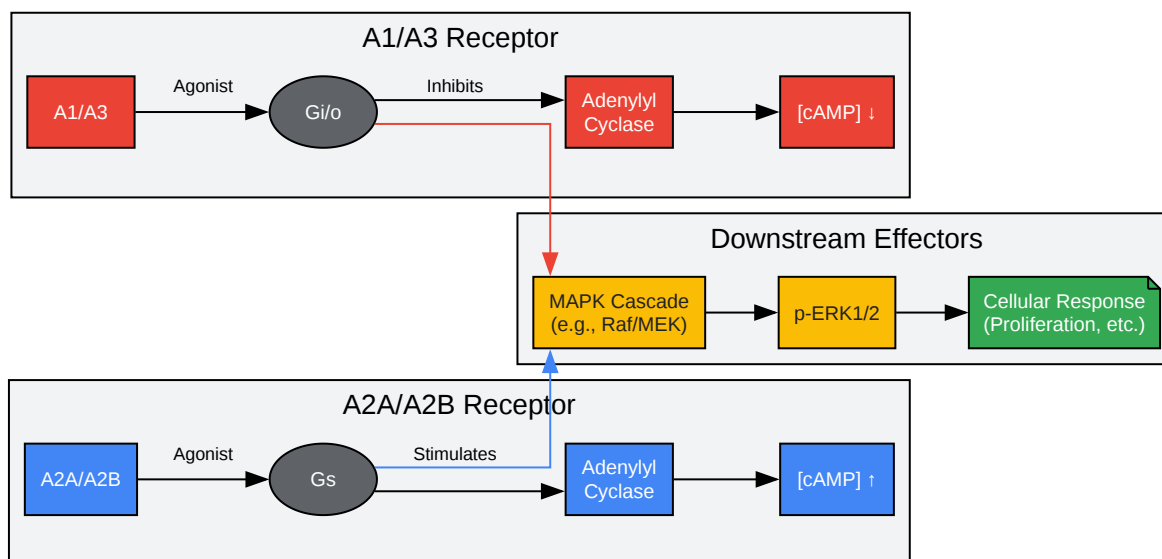 A1/A3 Receptor
A1/A3
Agonist
Gi/o
Inhibits
Adenylyl
Cyclase
[cAMP] ↓
Downstream Effectors
MAPK Cascade
(e.g., Raf/MEK)
p-ERK1/2
Cellular Response
(Proliferation, etc.)
A2A/A2B Receptor
A2A/A2B
Agonist
Gs
Stimulates
Adenylyl
Cyclase
[cAMP] ↑